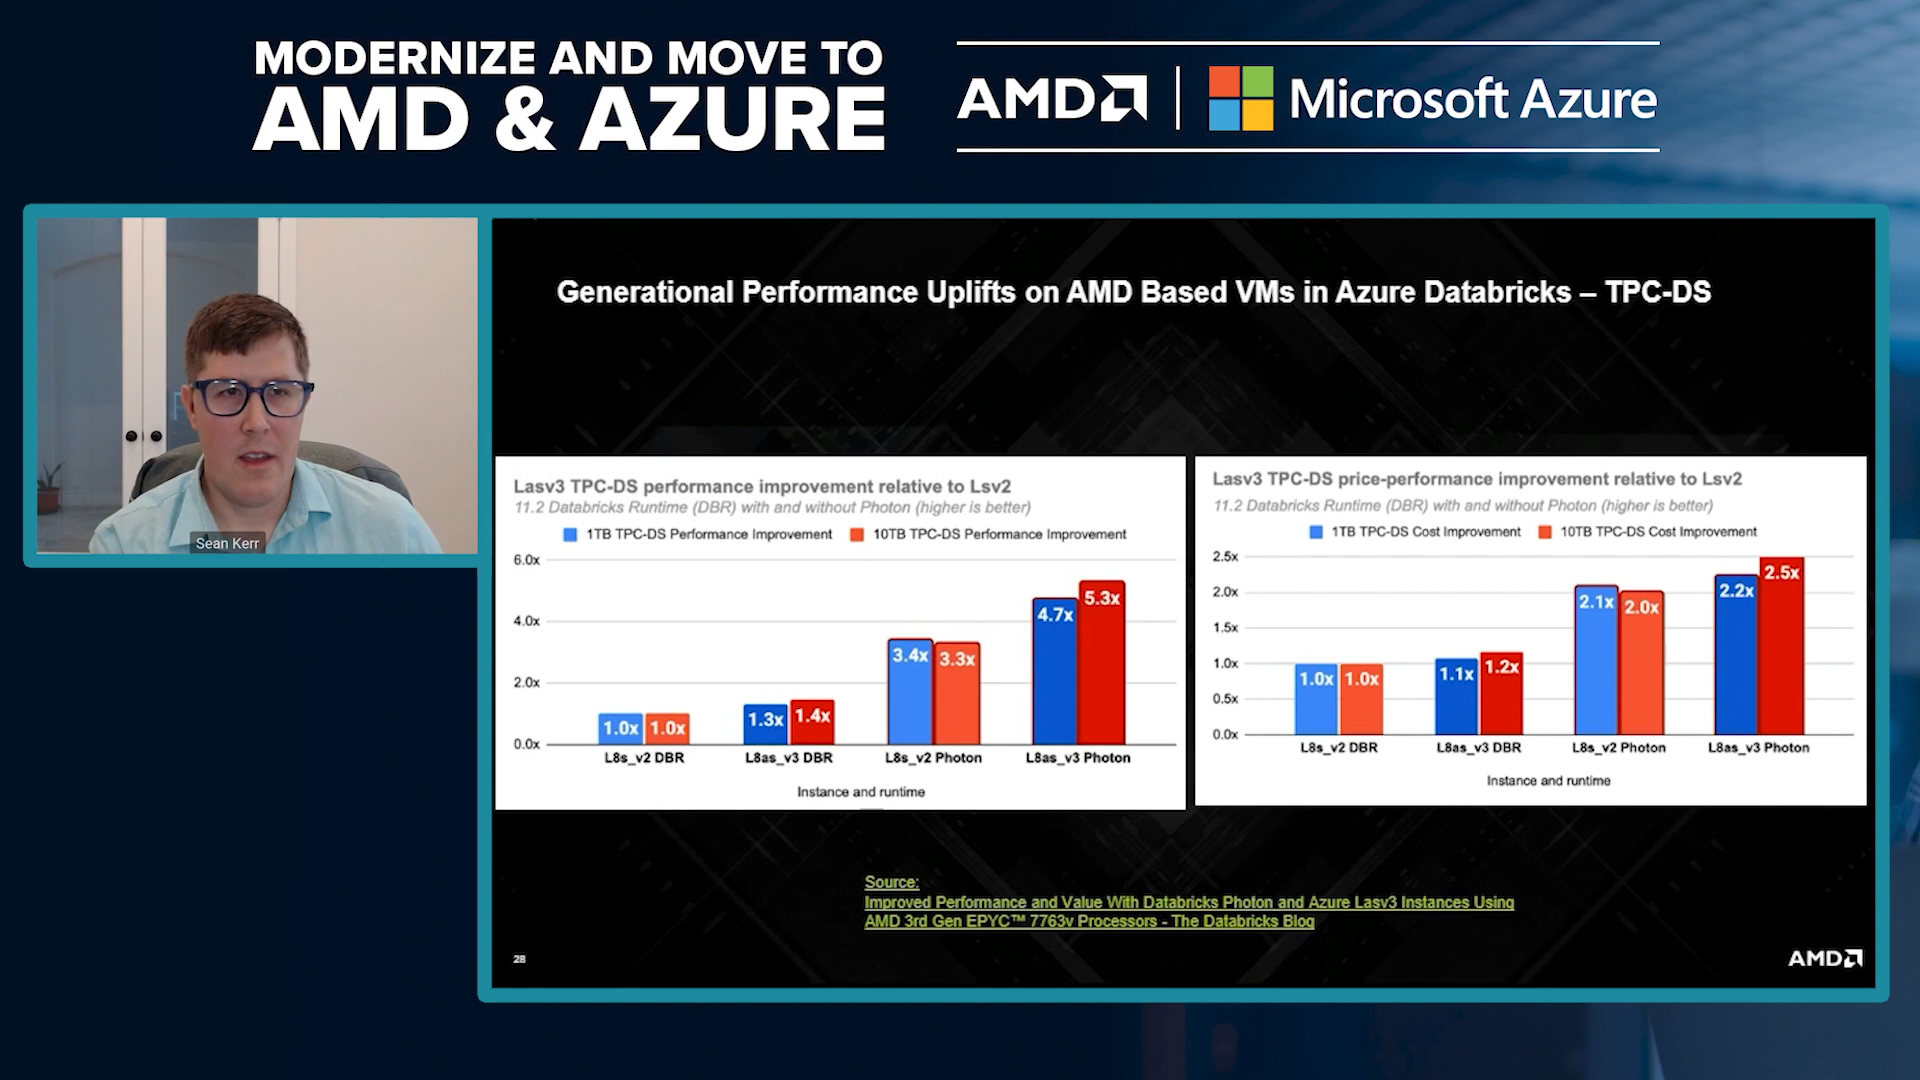 MODERNIZE AND MOVE TO
AMD & AZURE
AMD
Microsoft Azure
Sean Kerr
Generational Performance Uplifts on AMD Based VMs in Azure Databricks – TPC-DS
Lasv3 TPC-DS performance improvement relative to Lsv2
11.2 Databricks Runtime (DBR) with and without Photon (higher is better)
1TB TPC-DS Performance Improvement 10TB TPC-DS Performance Improvement
6.0x
4.0x
2.0x
0.0x
1.0x 1.0x 1.3x 1.4x 3.4x 3.3x 4.7x 5.3x
L8s_v2 DBR L8as_v3 DBR L8s_v2 Photon L8as_v3 Photon
Instance and runtime
Lasv3 TPC-DS price-performance improvement relative to Lsv2
11.2 Databricks Runtime (DBR) with and without Photon (higher is better)
1TB TPC-DS Cost Improvement 10TB TPC-DS Cost Improvement
2.5x
2.0x
1.5x
1.0x
0.5x
0.0x
1.0x 1.0x 1.1x 1.2x 2.1x 2.0x 2.2x 2.5x
L8s_v2 DBR L8as_v3 DBR L8s_v2 Photon L8as_v3 Photon
Instance and runtime
Source:
Improved Performance and Value With Databricks Photon and Azure Lasv3 Instances Using
AMD 3rd Gen EPYC™ 7763v Processors - The Databricks Blog
28
AMD